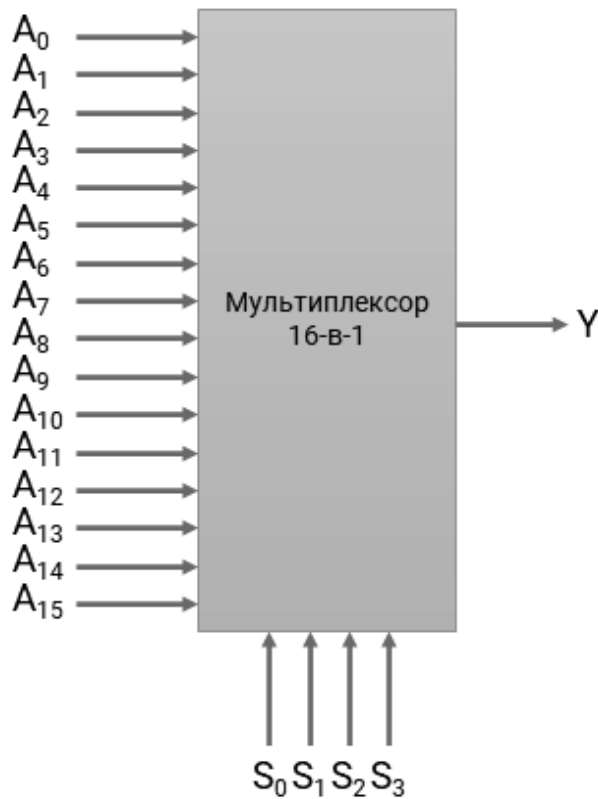 A₀
A₁
A₂
A₃
A₄
A₅
A₆
A₇
A₈
A₉
A₁₀
A₁₁
A₁₂
A₁₃
A₁₄
A₁₅
Мультиплексор
16-в-1
Y
S₀ S₁ S₂ S₃